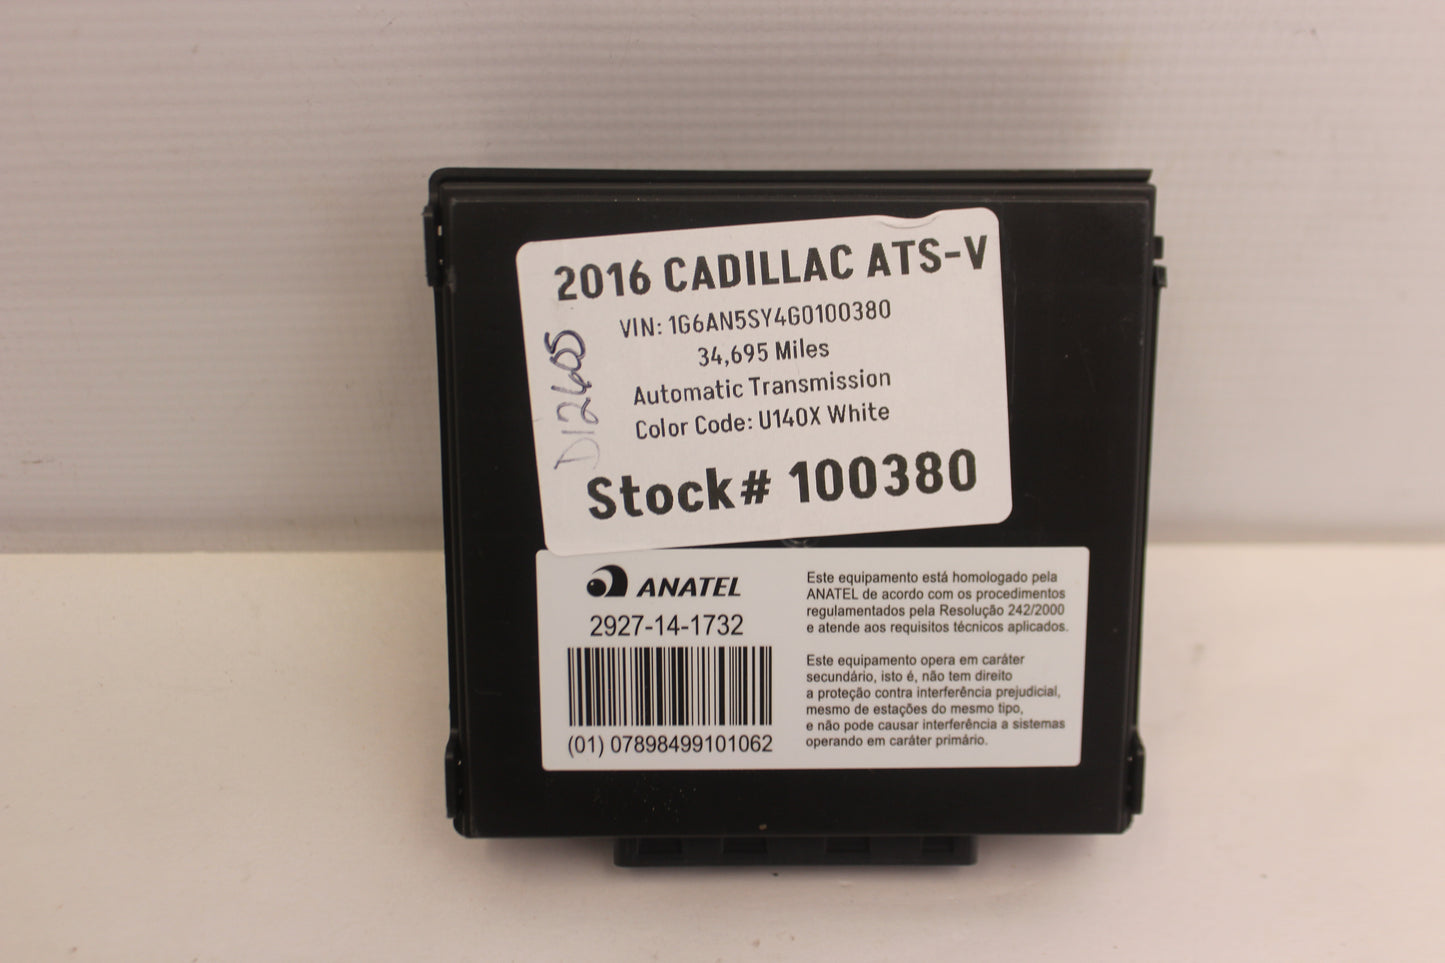 2016 CADILLAC ATS-V
VIN: 1G6AN5SY4G0100380
34,695 Miles
Automatic Transmission
Color Code: U140X White
Stock# 100380
D12605
ANATEL
2927-14-1732
(01) 07898499101062
Este equipamento está homologado pela
ANATEL de acordo com os procedimentos
regulamentados pela Resolução 242/2000
e atende aos requisitos técnicos aplicados.
Este equipamento opera em caráter
secundário, isto é, não tem direito
a proteção contra interferência prejudicial,
mesmo de estações do mesmo tipo,
e não pode causar interferência a sistemas
operando em caráter primário.